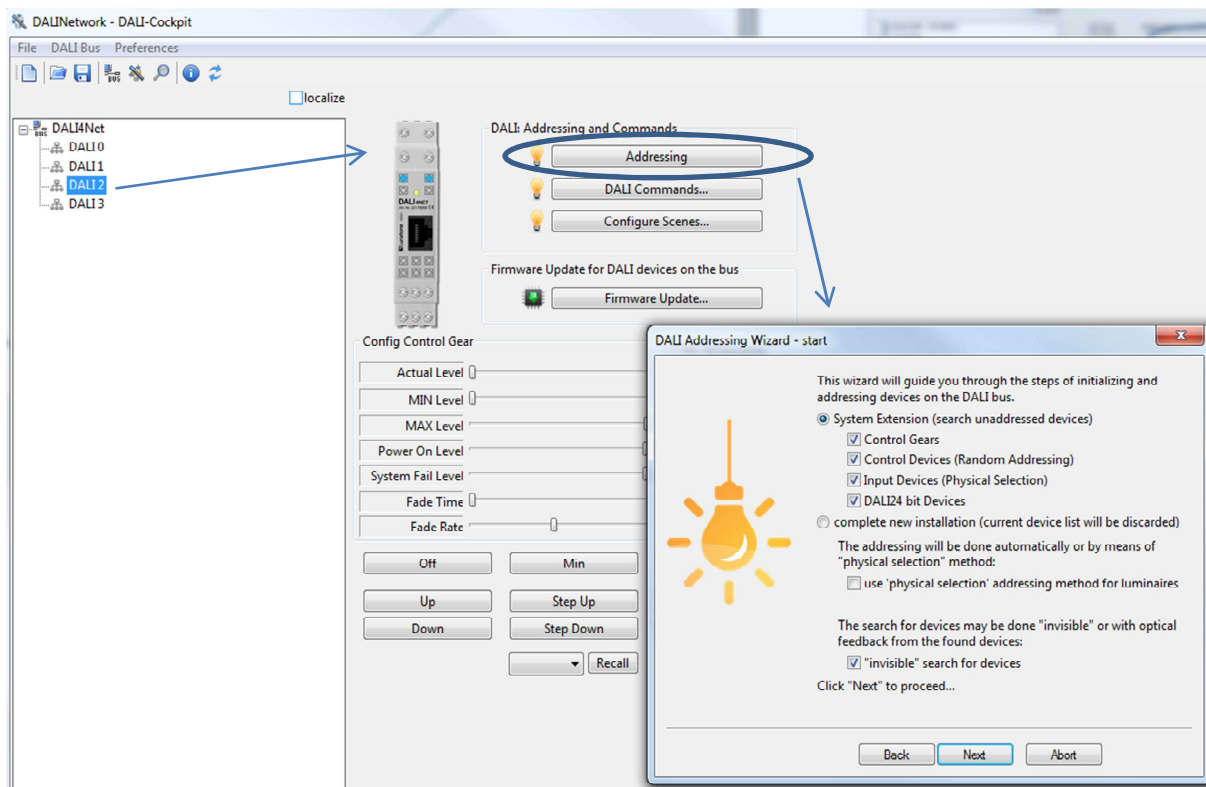 DALINetwork - DALI-Cockpit
File DALI Bus Preferences
BUS
localize
BUS DALI4Net
DALI 0
DALI 1
DALI 2
DALI 3
DALI 4NET
DALI: Addressing and Commands
Addressing
DALI Commands...
Configure Scenes...
Firmware Update for DALI devices on the bus
Firmware Update...
Config Control Gear
Actual Level
MIN Level
MAX Level
Power On Level
System Fail Level
Fade Time
Fade Rate
Off Min
Up Step Up
Down Step Down
Recall
DALI Addressing Wizard - start
This wizard will guide you through the steps of initializing and
addressing devices on the DALI bus.
System Extension (search unaddressed devices)
Control Gears
Control Devices (Random Addressing)
Input Devices (Physical Selection)
DALI24 bit Devices
complete new installation (current device list will be discarded)
The addressing will be done automatically or by means of
"physical selection" method:
use 'physical selection' addressing method for luminaires
The search for devices may be done "invisible" or with optical
feedback from the found devices:
"invisible" search for devices
Click "Next" to proceed...
Back Next Abort